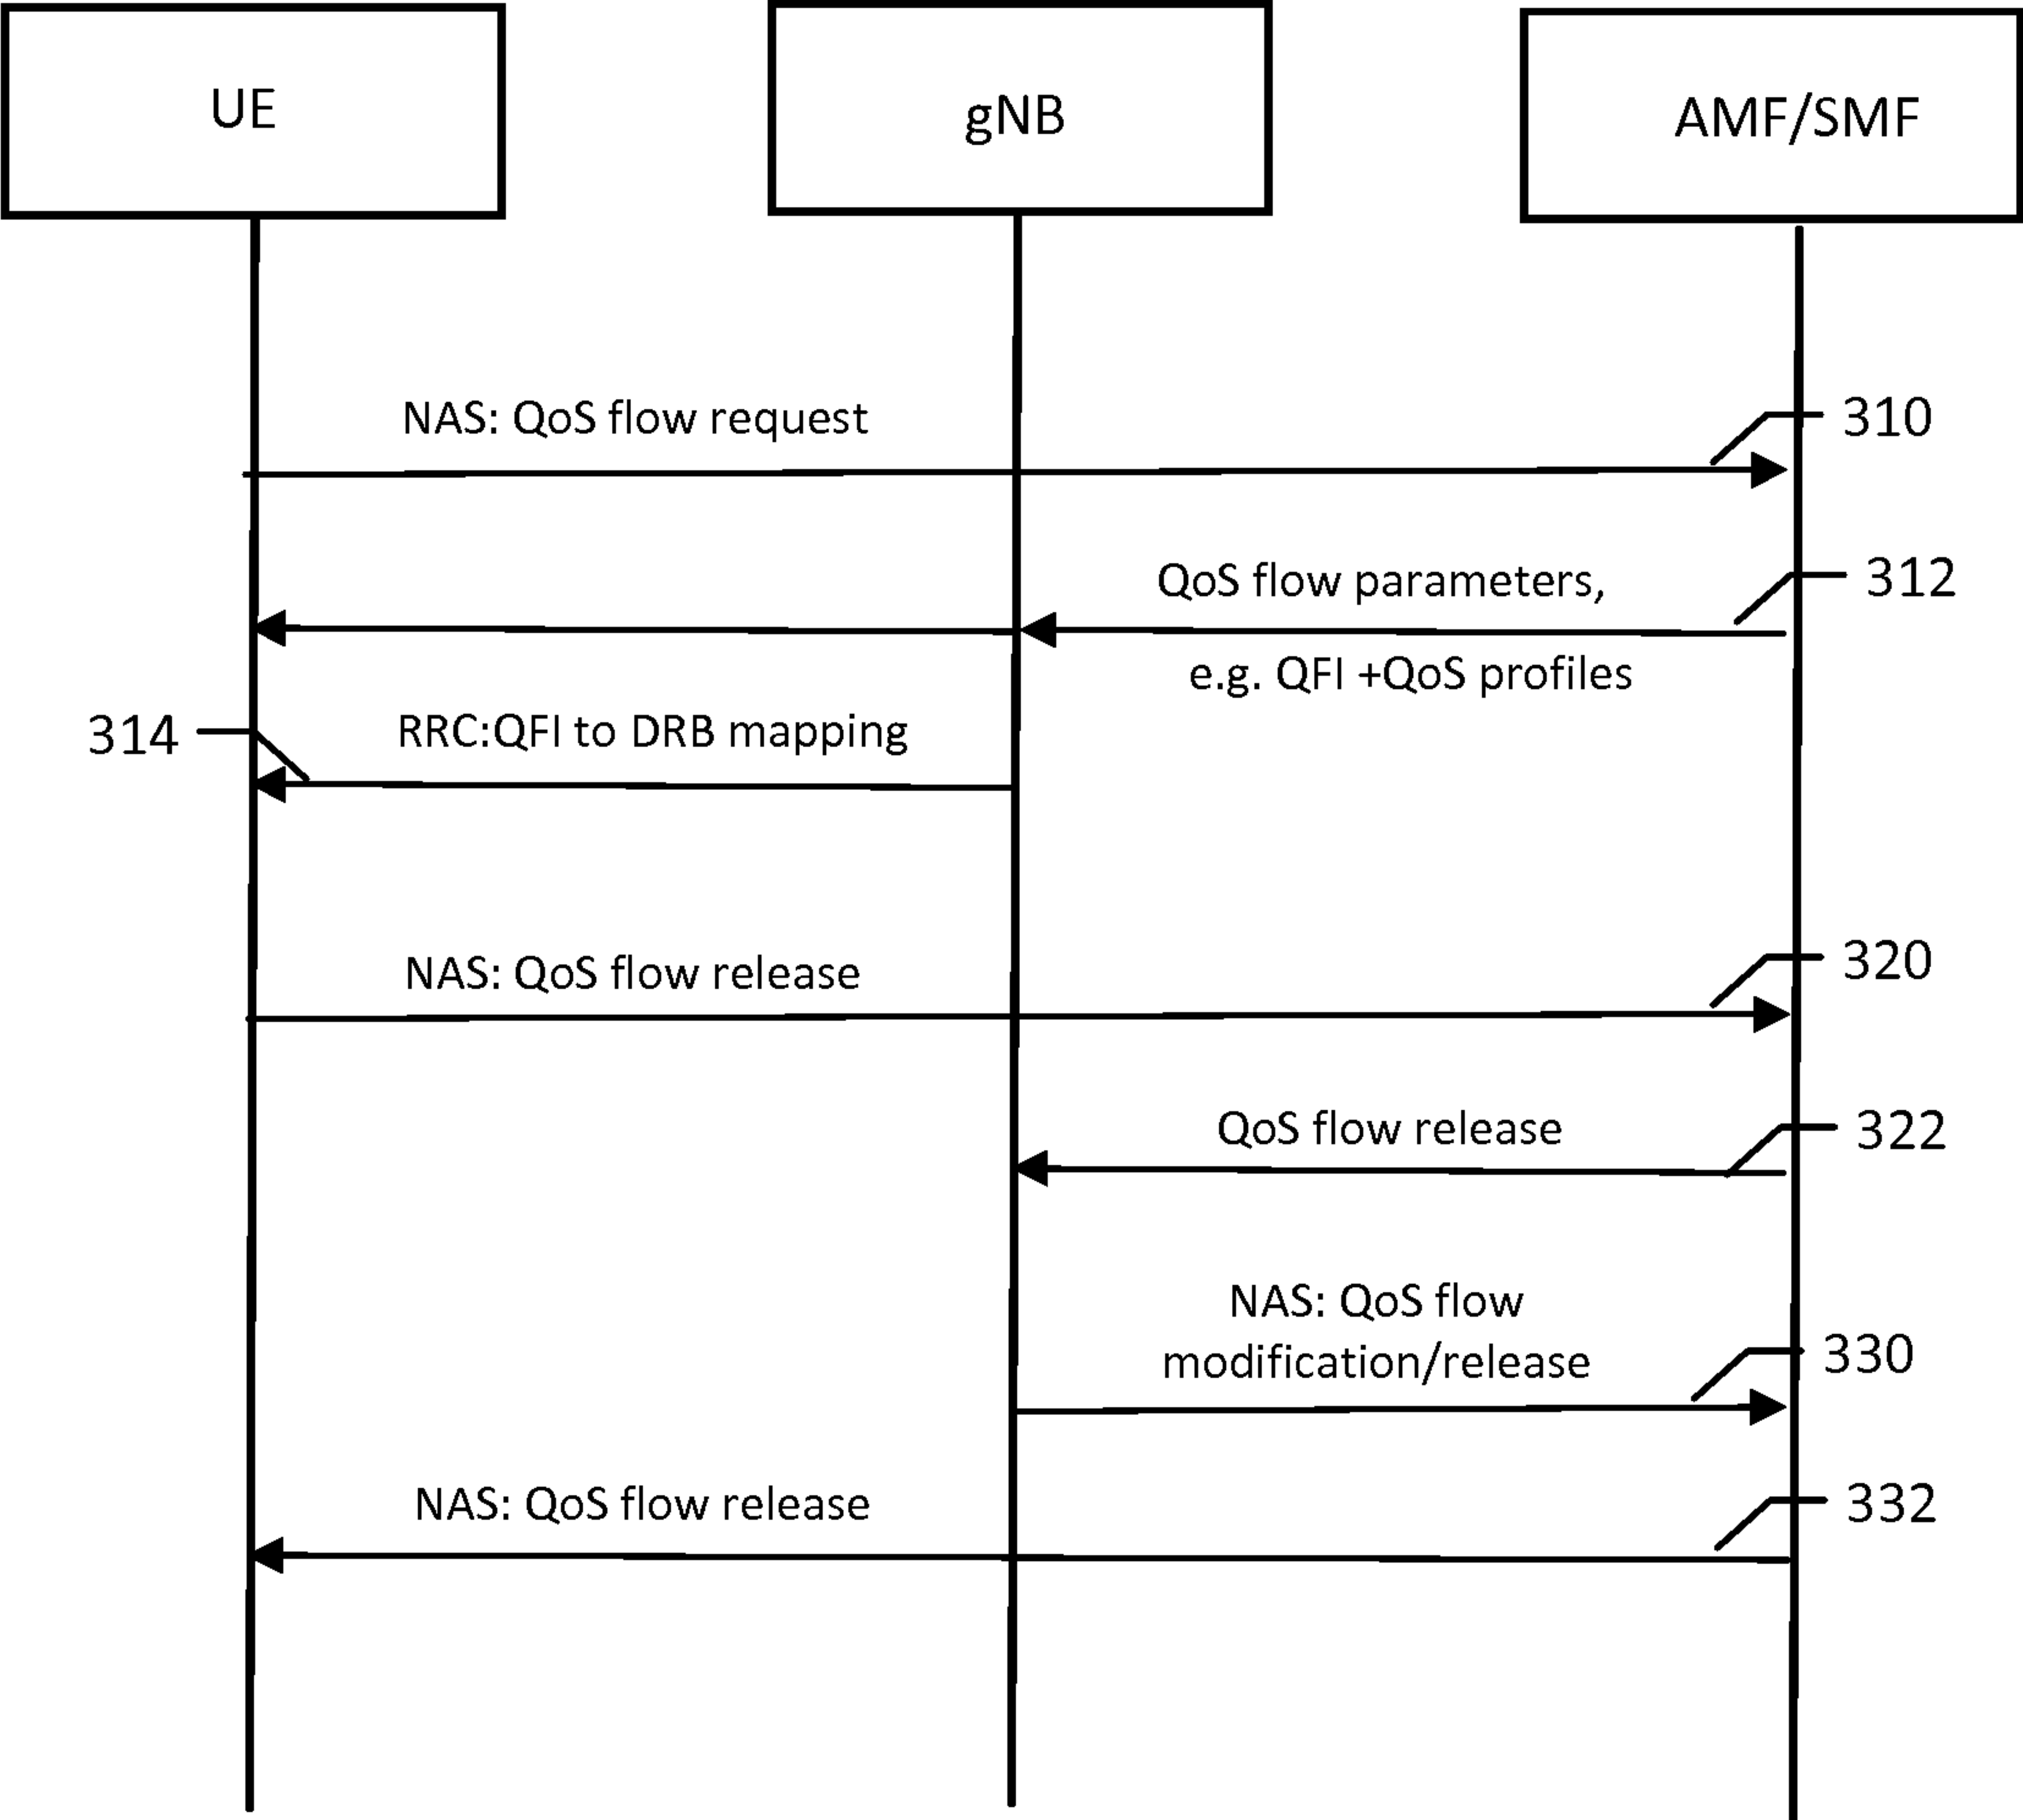 UE
gNB
AMF/SMF
NAS: QoS flow request
310
QoS flow parameters,
312
e.g. QFI +QoS profiles
314
RRC:QFI to DRB mapping
NAS: QoS flow release
320
QoS flow release
322
NAS: QoS flow
modification/release
330
NAS: QoS flow release
332